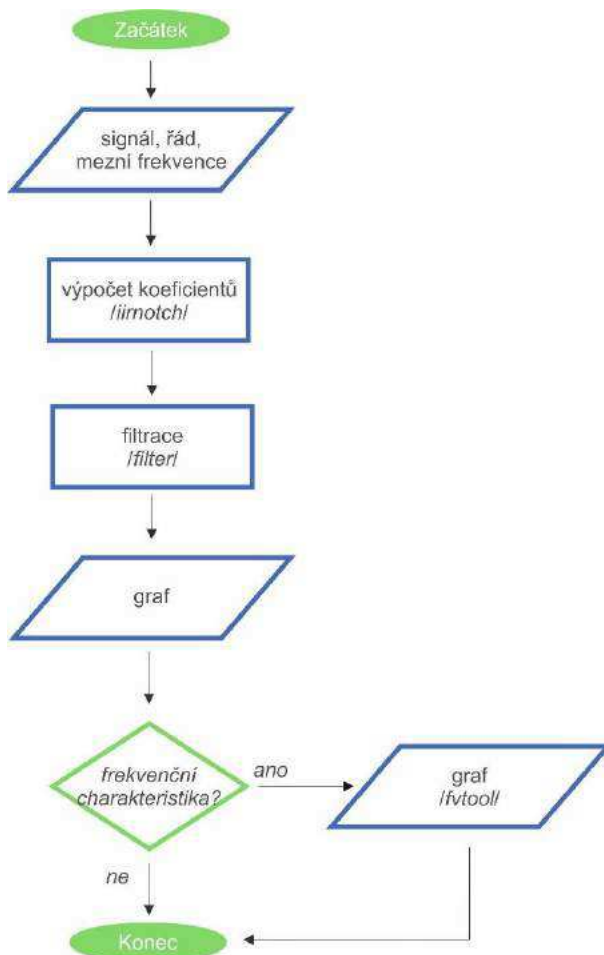 Začátek
signál, řád,
mezní frekvence
výpočet koeficientů
/iirnotch/
filtrace
/filter/
graf
frekvenční
charakteristika?
ano
graf
/fvtool/
ne
Konec